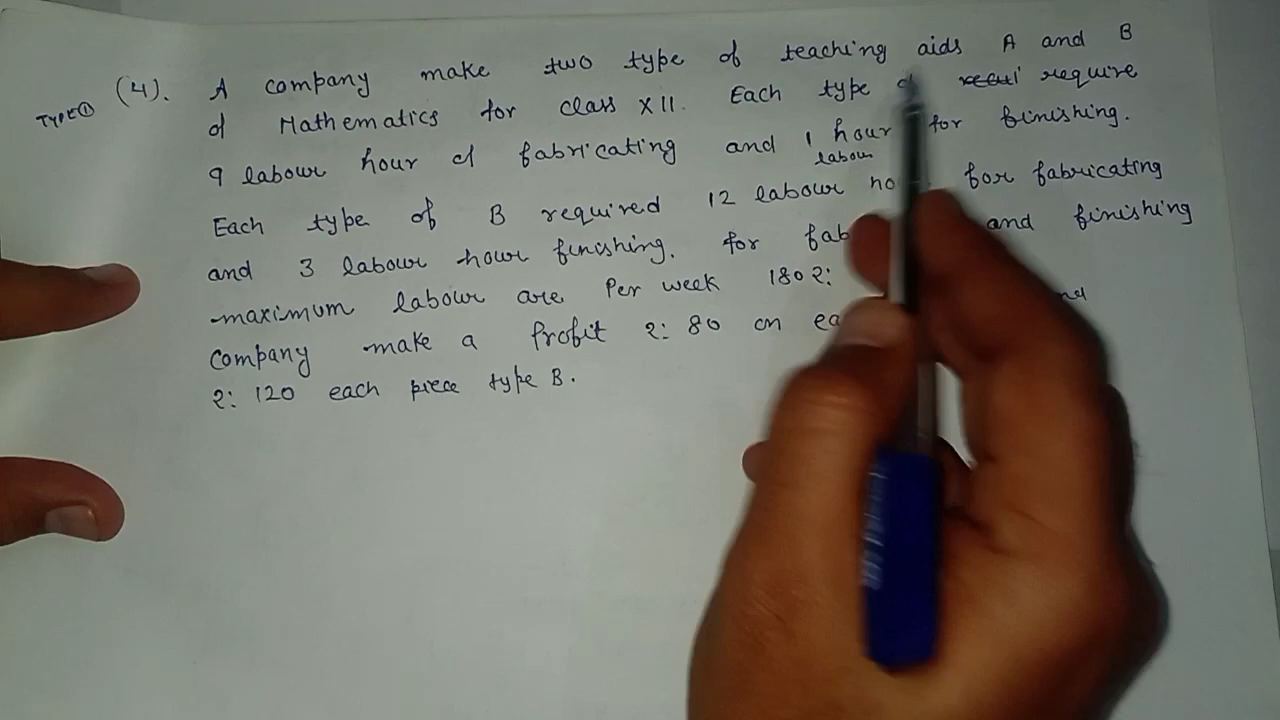 TYPE① (4). A company make two type of teaching aids A and B
of Mathematics for class XII. Each type require
9 labour hour of fabricating and 1 labour hour for finishing.
Each type of B required 12 labour for fabricating
and 3 labour hour finishing. for and finishing
maximum labour are Per week 180
company make a Profit 80 on
120 each piece type B.